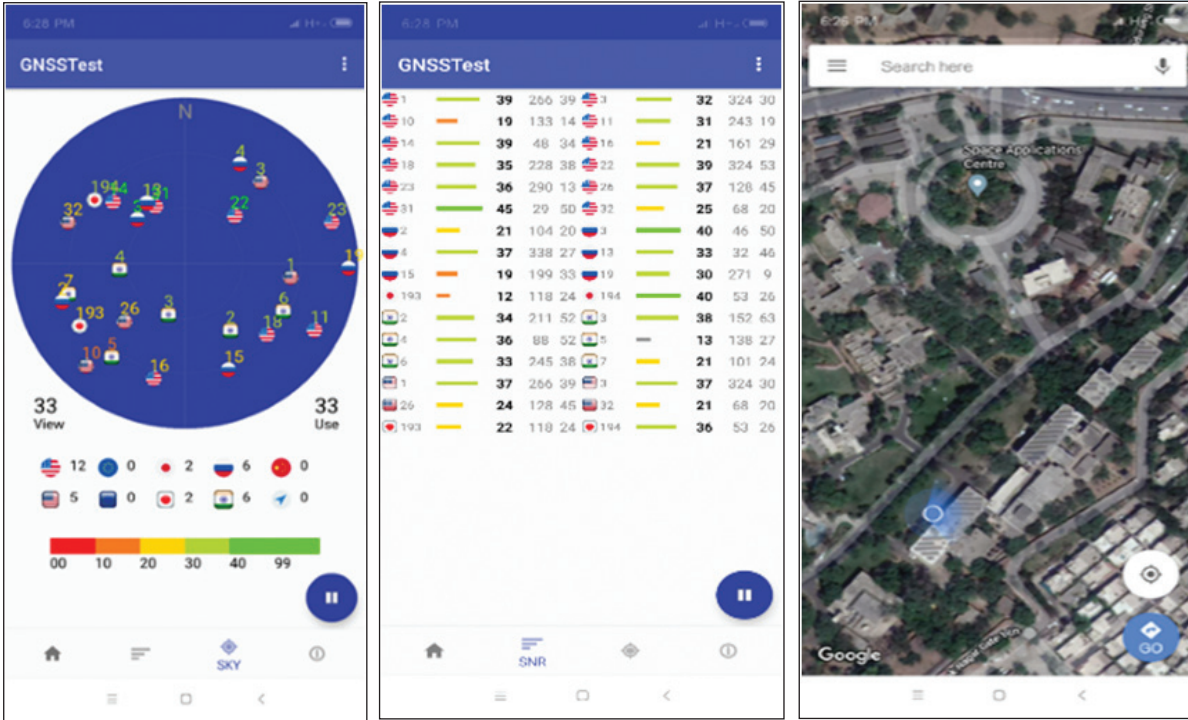 6:28 PM H+
GNSSTest
N
4
3
194 14 13 31
3
22
32
23
19
4
1
7
2
193 26 3 6
2 18 11
10 5
16 15
33 33
View Use
12 0 2 6 0
5 0 2 6 0
00 10 20 30 40 99
SKY
6:28 PM H+
GNSSTest
1 39 266 39 3 32 324 30
10 19 133 14 11 31 243 19
14 39 48 34 16 21 161 29
18 35 228 38 22 39 324 53
23 36 290 13 26 37 128 45
31 45 29 50 32 25 68 20
2 21 104 20 3 40 46 50
4 37 338 27 13 33 32 46
15 19 199 33 19 30 271 9
193 12 118 24 194 40 53 26
2 34 211 52 3 38 152 63
4 36 88 52 5 13 138 27
6 33 245 38 7 21 101 24
1 37 266 39 3 37 324 30
26 24 128 45 32 21 68 20
193 22 118 24 194 36 53 26
SNR
6:26 PM H+
Search here
Space Applications
Centre
GO
Google